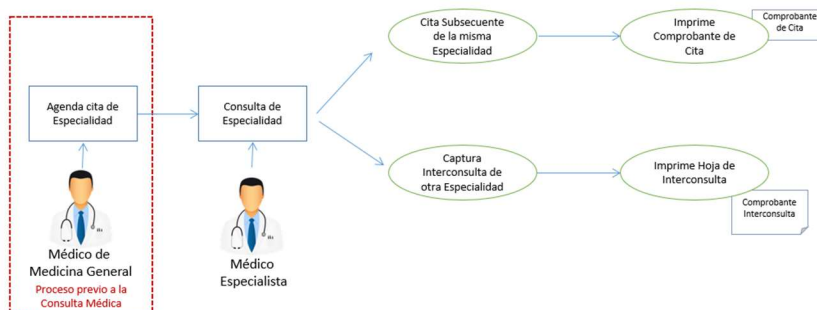 Agenda cita de
Especialidad
Médico de
Medicina General
Proceso previo a la
Consulta Médica
Consulta de
Especialidad
Médico
Especialista
Cita Subsecuente
de la misma
Especialidad
Imprime
Comprobante de
Cita
Comprobante
de Cita
Captura
Interconsulta de
otra Especialidad
Imprime Hoja de
Interconsulta
Comprobante
Interconsulta